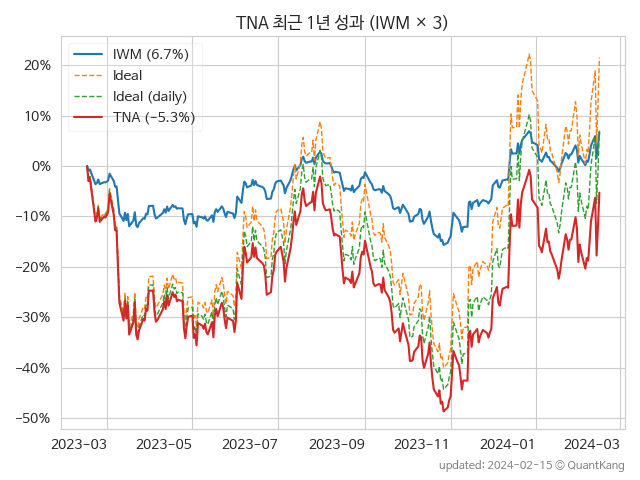 TNA 최근 1년 성과 (IWM × 3)
IWM (6.7%)
Ideal
Ideal (daily)
TNA (−5.3%)
20%
10%
0%
−10%
−20%
−30%
−40%
−50%
2023-03 2023-05 2023-07 2023-09 2023-11 2024-01 2024-03
updated: 2024-02-15 © QuantKang